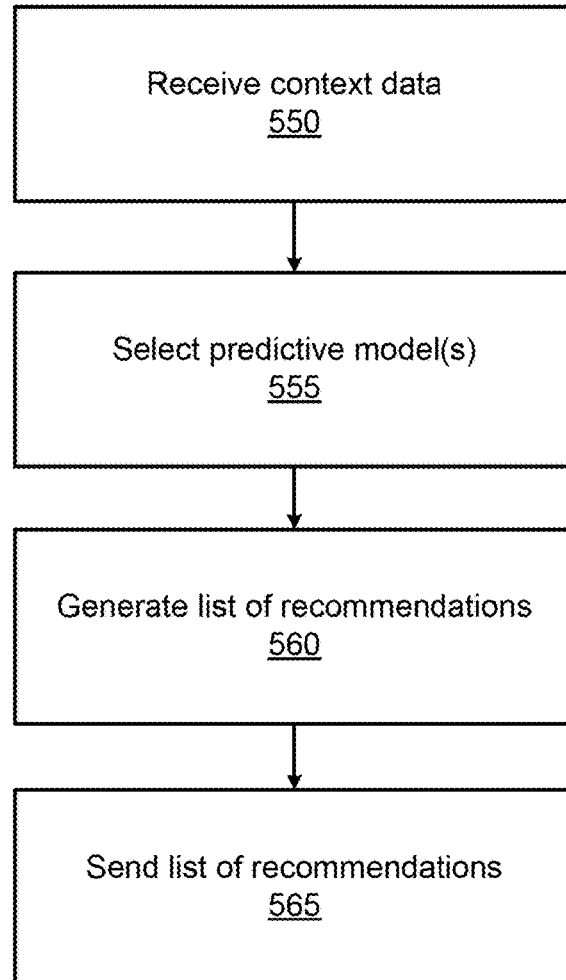 Receive context data
550
Select predictive model(s)
555
Generate list of recommendations
560
Send list of recommendations
565